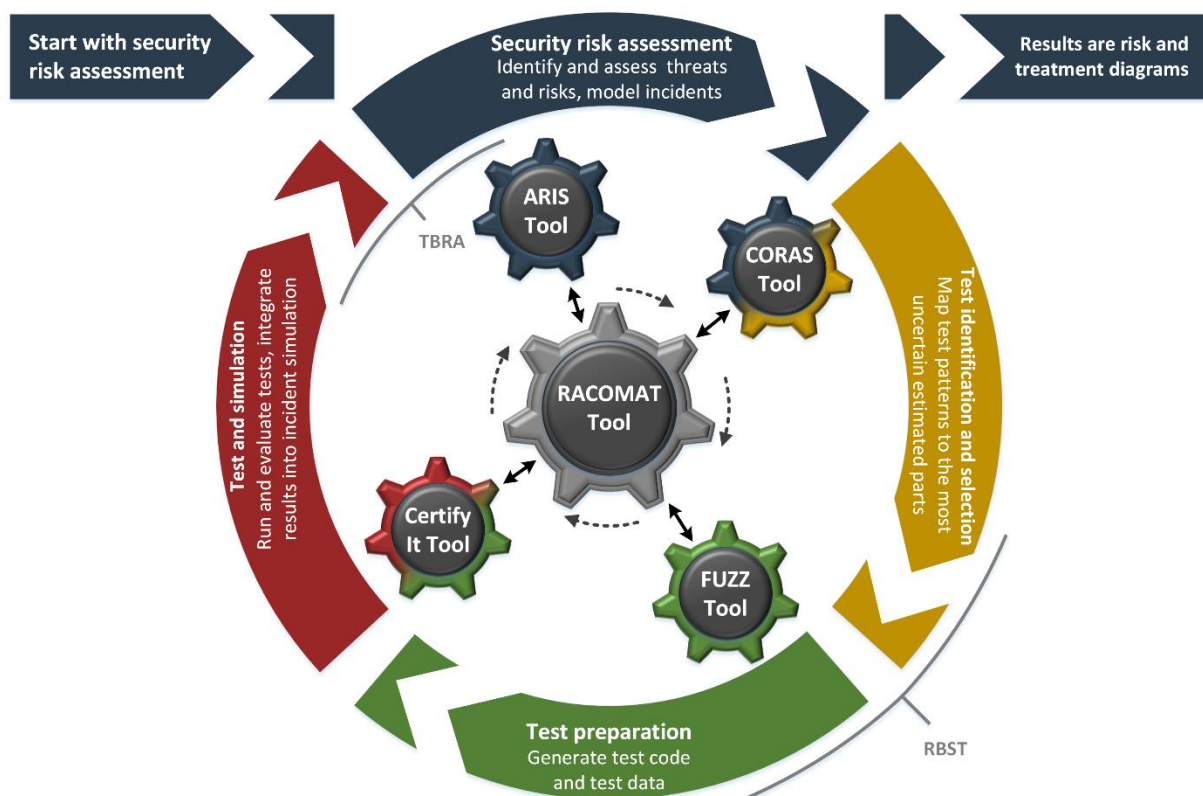 Start with security
risk assessment
Security risk assessment
Identify and assess threats
and risks, model incidents
Results are risk and
treatment diagrams
TBRA
ARIS
Tool
CORAS
Tool
Test identification and selection
Map test patterns to the most
uncertain estimated parts
Test and simulation
Run and evaluate tests, integrate
results into incident simulation
RACOMAT
Tool
Certify
It Tool
FUZZ
Tool
Test preparation
Generate test code
and test data
RBST